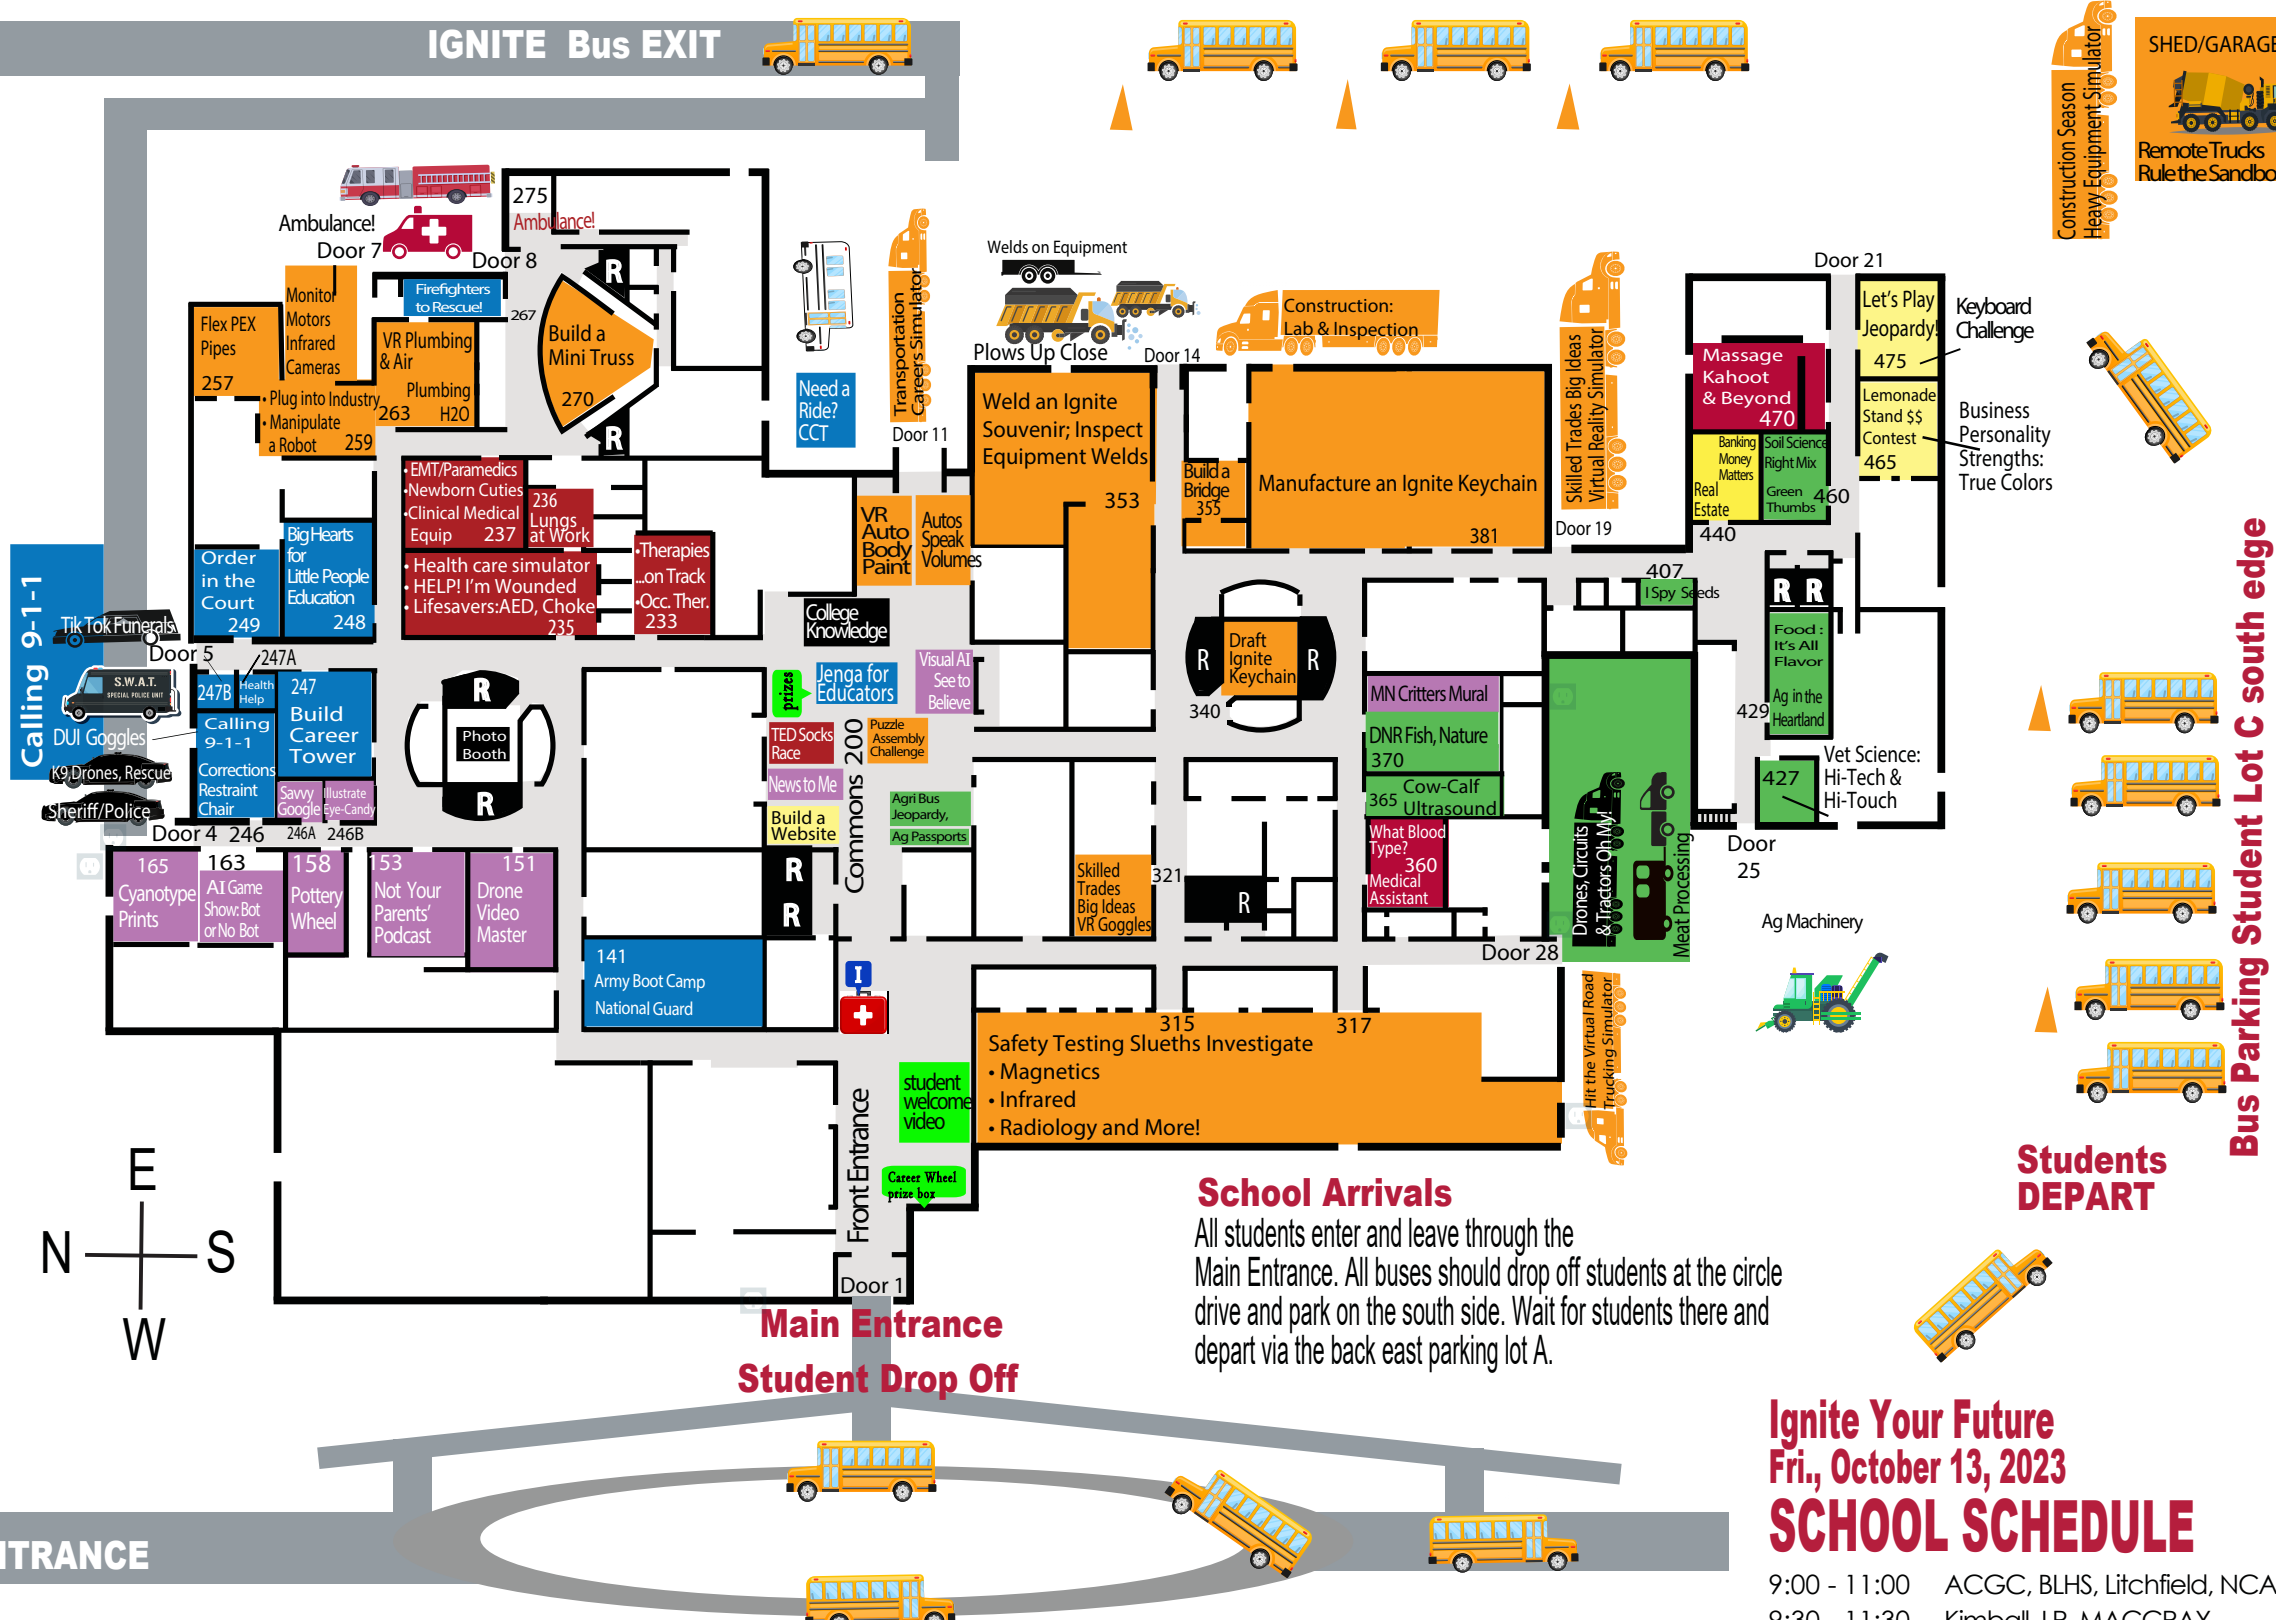 IGNITE Bus EXIT
SHED/GARAGE
Remote Trucks
Rule the Sandbo
Construction Season
Heavy Equipment Simulator
Ambulance!
Door 7
Door 8
275
Ambulance!
Firefighters
to Rescue!
267
Monitor
Motors
Infrared
Cameras
Flex PEX
Pipes
257
VR Plumbing
& Air
Plumbing
H2O
263
• Plug into Industry
• Manipulate
a Robot 259
Build a
Mini Truss
270
R
R
Need a
Ride?
CCT
Transportation
Careers Simulator
Door 11
Welds on Equipment
Plows Up Close
Door 14
Construction:
Lab & Inspection
Skilled Trades Big Ideas
Virtual Reality Simulator
Door 19
Door 21
Let's Play
Jeopardy!
475
Keyboard
Challenge
Massage
Kahoot
& Beyond
470
Lemonade
Stand $$
Contest
465
Business
Personality
Strengths:
True Colors
Banking
Money
Matters
Real
Estate
440
Soil Science
Right Mix
Green
Thumbs
460
Weld an Ignite
Souvenir; Inspect
Equipment Welds
353
Build a
Bridge
355
Manufacture an Ignite Keychain
381
• EMT/Paramedics
•Newborn Cuties
•Clinical Medical
Equip 237
236
Lungs
at Work
• Health care simulator
• HELP! I'm Wounded
• Lifesavers:AED, Choke
235
•Therapies
...on Track
•Occ. Ther.
233
VR
Auto
Body
Paint
Autos
Speak
Volumes
College
Knowledge
Order
in the
Court
249
Big Hearts
for
Little People
Education
248
Calling 9-1-1
Tik Tok Funerals
Door 5
247A
S.W.A.T.
SPECIAL POLICE UNIT
247B
Health
Help
247
Build
Career
Tower
DUI Goggles
Calling
9-1-1
Corrections
Restraint
Chair
K9,Drones, Rescue
Sheriff/Police
Savvy
Google
Illustrate
Eye-Candy
Door 4 246
246A 246B
R
Photo
Booth
R
prizes
Jenga for
Educators
Visual AI
See to
Believe
TED Socks
Race
Puzzle
Assembly
Challenge
News to Me
Build a
Website
Agri Bus
Jeopardy,
Ag Passports
Commons 200
R
R
R
Draft
Ignite
Keychain
R
340
407
I Spy Seeds
R R
Food :
It's All
Flavor
Ag in the
Heartland
429
MN Critters Mural
DNR Fish, Nature
370
365 Cow-Calf
Ultrasound
What Blood
Type?
360
Medical
Assistant
Drones, Circuits
& Tractors Oh My!
Meat Processing
427
Vet Science:
Hi-Tech &
Hi-Touch
Door
25
Ag Machinery
Bus Parking Student Lot C south edge
165
Cyanotype
Prints
163
AI Game
Show: Bot
or No Bot
158
Pottery
Wheel
153
Not Your
Parents'
Podcast
151
Drone
Video
Master
141
Army Boot Camp
National Guard
I
Skilled
Trades
Big Ideas
VR Goggles
321
R
Door 28
315
317
Safety Testing Slueths Investigate
• Magnetics
• Infrared
• Radiology and More!
Hit the Virtual Road
Trucking Simulator
student
welcome
video
Career Wheel
prize box
Front Entrance
Door 1
E
N S
W
Students
DEPART
School Arrivals
All students enter and leave through the
Main Entrance. All buses should drop off students at the circle
drive and park on the south side. Wait for students there and
depart via the back east parking lot A.
Main Entrance
Student Drop Off
NTRANCE
Ignite Your Future
Fri., October 13, 2023
SCHOOL SCHEDULE
9:00 - 11:00 ACGC, BLHS, Litchfield, NCA
9:30 - 11:30 Kimball, LP, MACCRAY